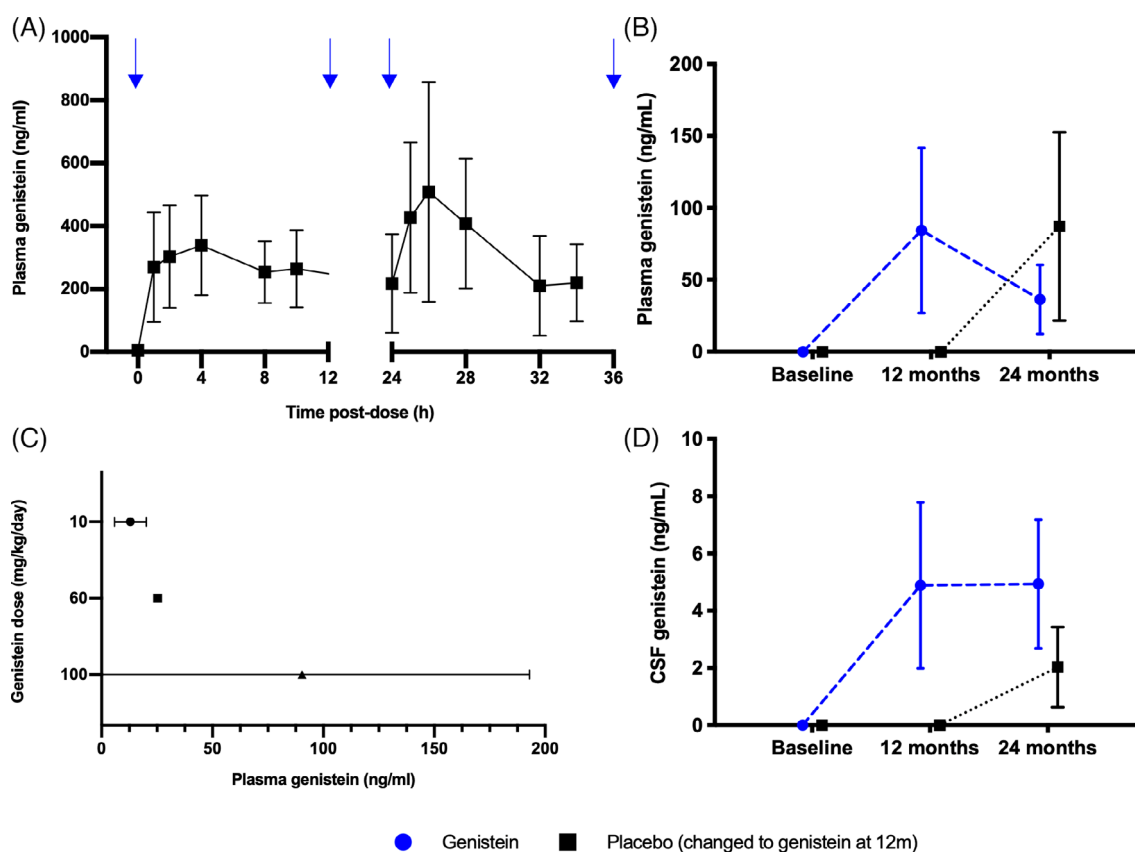 (A)
Plasma genistein (ng/ml)
1000
800
600
400
200
0
0 4 8 12 24 28 32 36
Time post-dose (h)
(B)
Plasma genistein (ng/mL)
200
150
100
50
0
Baseline 12 months 24 months
(C)
Genistein dose (mg/kg/day)
10
60
100
0 50 100 150 200
Plasma genistein (ng/ml)
(D)
CSF genistein (ng/mL)
10
8
6
4
2
0
Baseline 12 months 24 months
Genistein Placebo (changed to genistein at 12m)